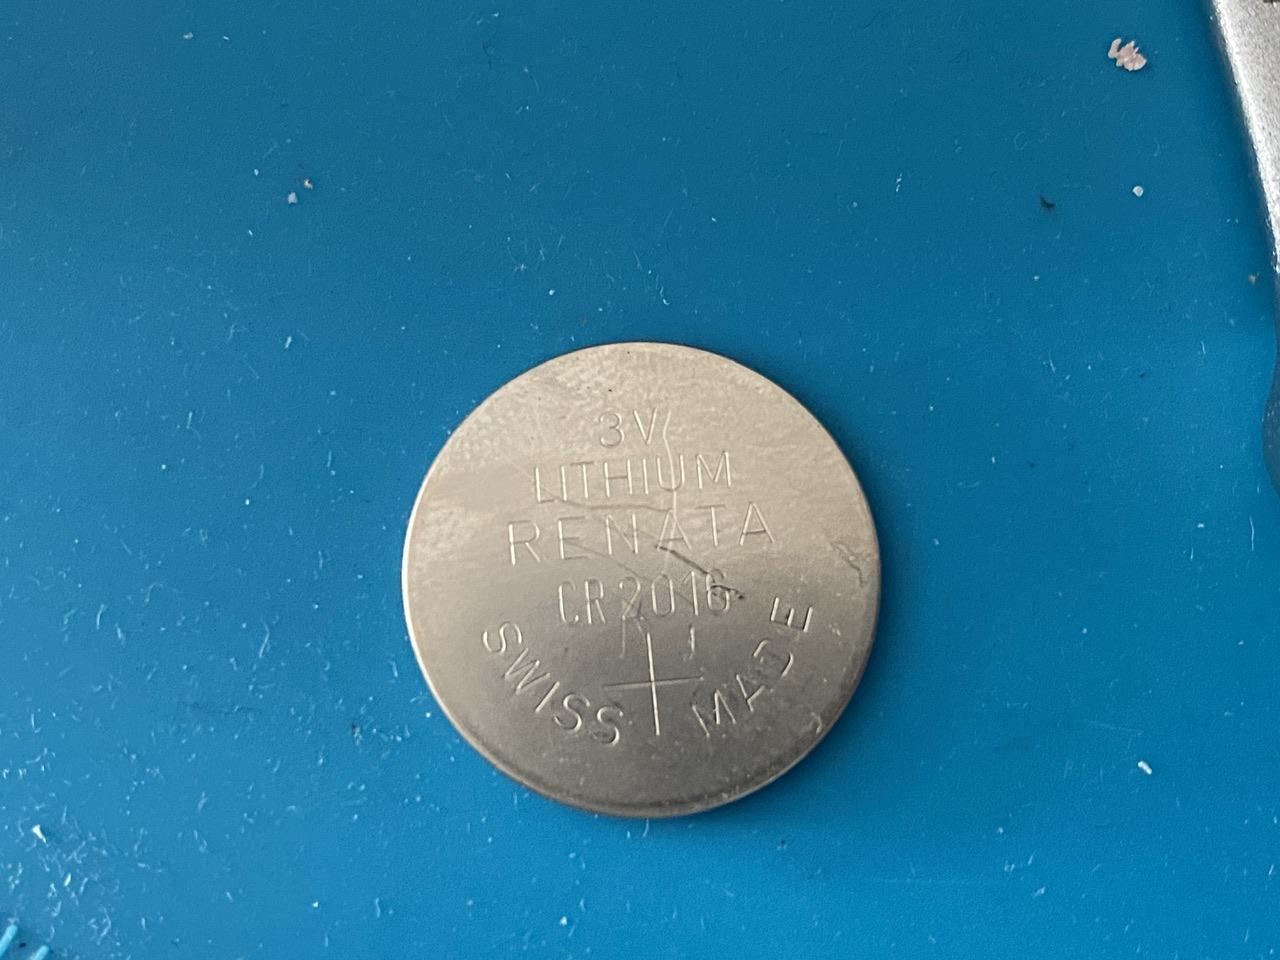 3V
LITHIUM
RENATA
CR2016
SWISS + MADE